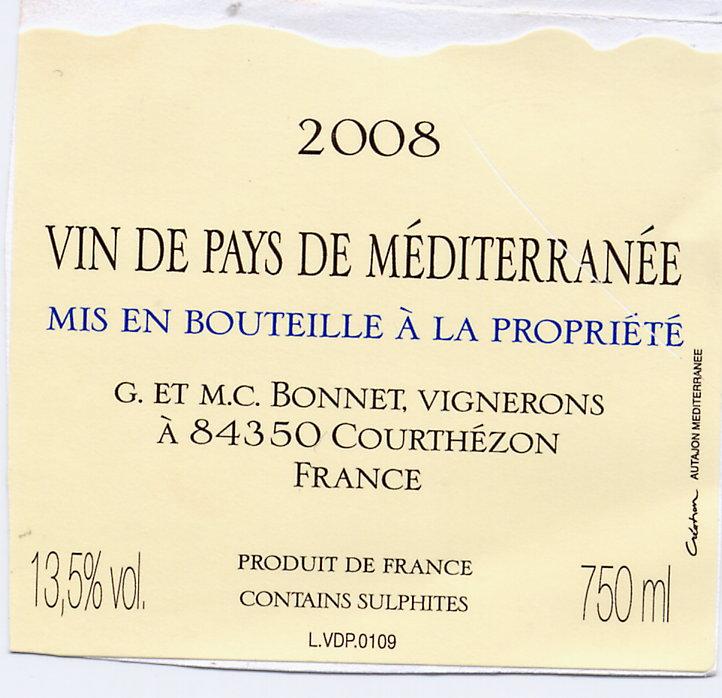 2008
VIN DE PAYS DE MÉDITERRANÉE
MIS EN BOUTEILLE À LA PROPRIÉTÉ
G. ET M.C. BONNET, VIGNERONS
À 84350 COURTHÉZON
FRANCE
13,5% vol.
PRODUIT DE FRANCE
CONTAINS SULPHITES
750 ml
L.VDP.0109
Création AUTAJON MEDITERRANEE